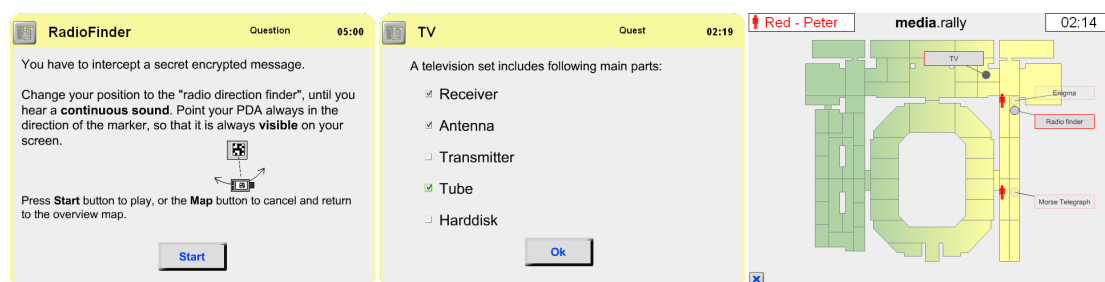 RadioFinder Question 05:00
You have to intercept a secret encrypted message.
Change your position to the "radio direction finder", until you
hear a continuous sound. Point your PDA always in the
direction of the marker, so that it is always visible on your
screen.
Press Start button to play, or the Map button to cancel and return
to the overview map.
Start
TV Quest 02:19
A television set includes following main parts:
Receiver
Antenna
Transmitter
Tube
Harddisk
Ok
Red - Peter media.rally 02:14
TV
Enigma
Radio finder
Morse Telegraph